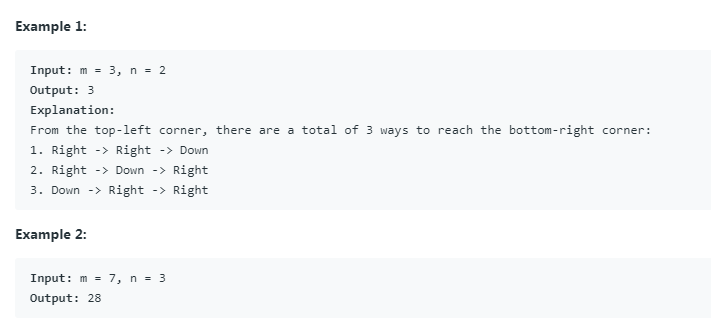 Example 1:
Input: m = 3, n = 2
Output: 3
Explanation:
From the top-left corner, there are a total of 3 ways to reach the bottom-right corner:
1. Right -> Right -> Down
2. Right -> Down -> Right
3. Down -> Right -> Right
Example 2:
Input: m = 7, n = 3
Output: 28